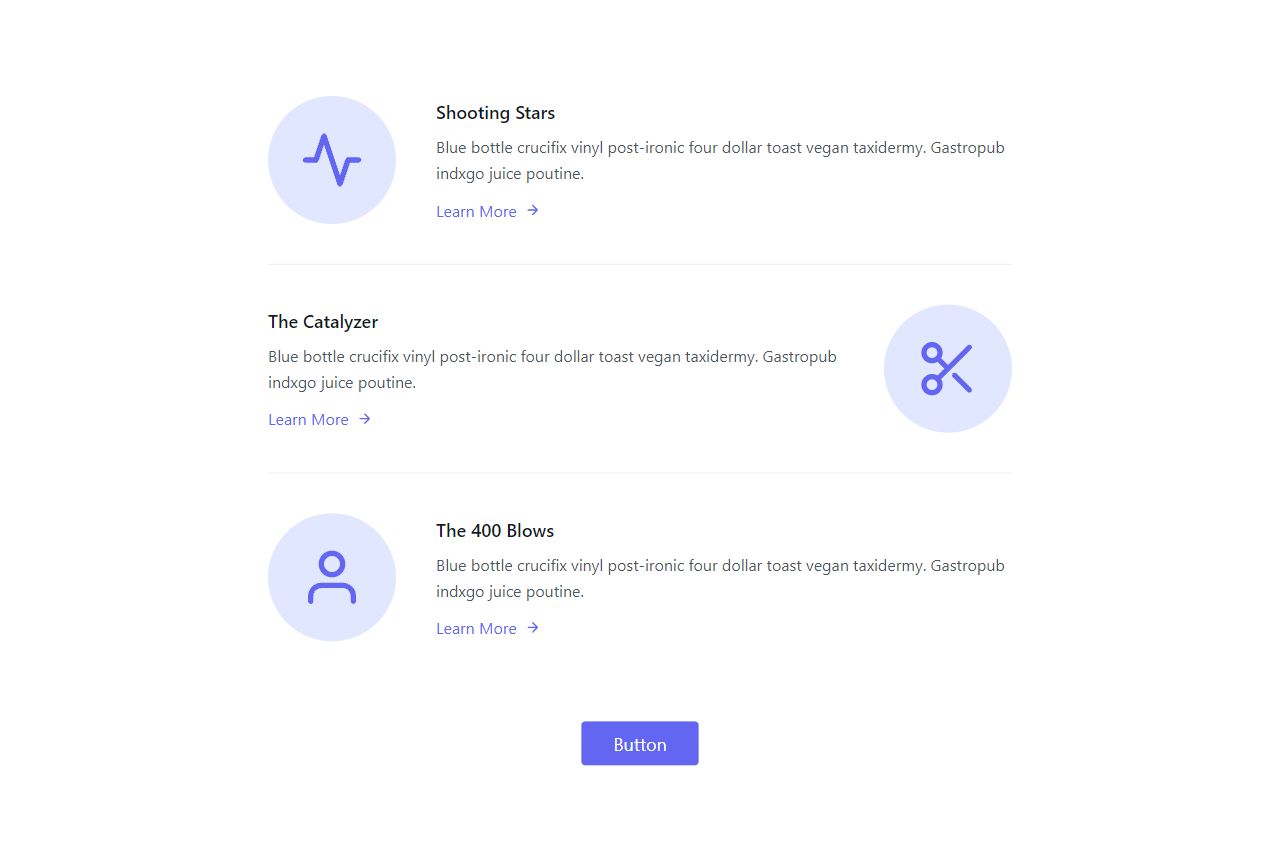 Shooting Stars
Blue bottle crucifix vinyl post-ironic four dollar toast vegan taxidermy. Gastropub
indxgo juice poutine.
Learn More
The Catalyzer
Blue bottle crucifix vinyl post-ironic four dollar toast vegan taxidermy. Gastropub
indxgo juice poutine.
Learn More
The 400 Blows
Blue bottle crucifix vinyl post-ironic four dollar toast vegan taxidermy. Gastropub
indxgo juice poutine.
Learn More
Button